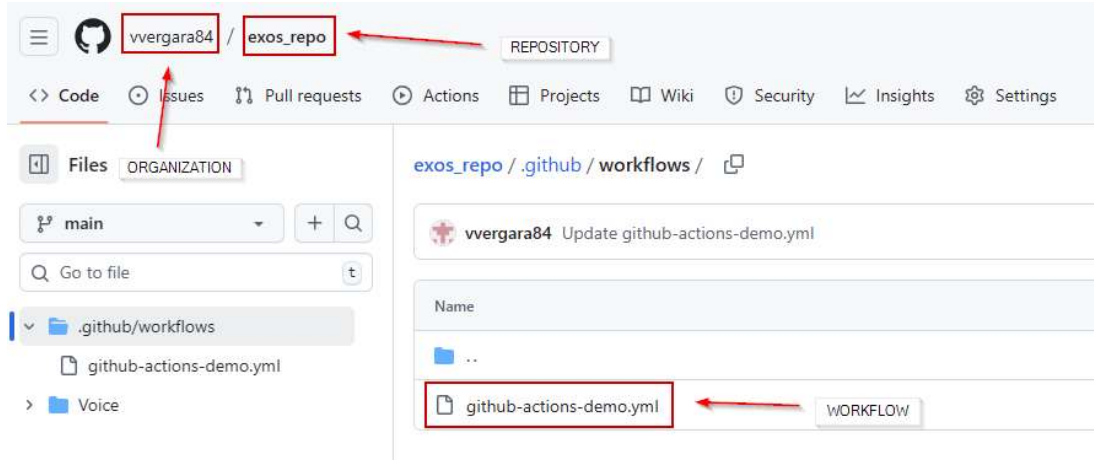 vvergara84 / exos_repo
REPOSITORY
Code Issues Pull requests Actions Projects Wiki Security Insights Settings
Files
ORGANIZATION
exos_repo / .github / workflows /
main
vvergara84 Update github-actions-demo.yml
Go to file t
Name
.github/workflows
..
github-actions-demo.yml
Voice
github-actions-demo.yml
WORKFLOW